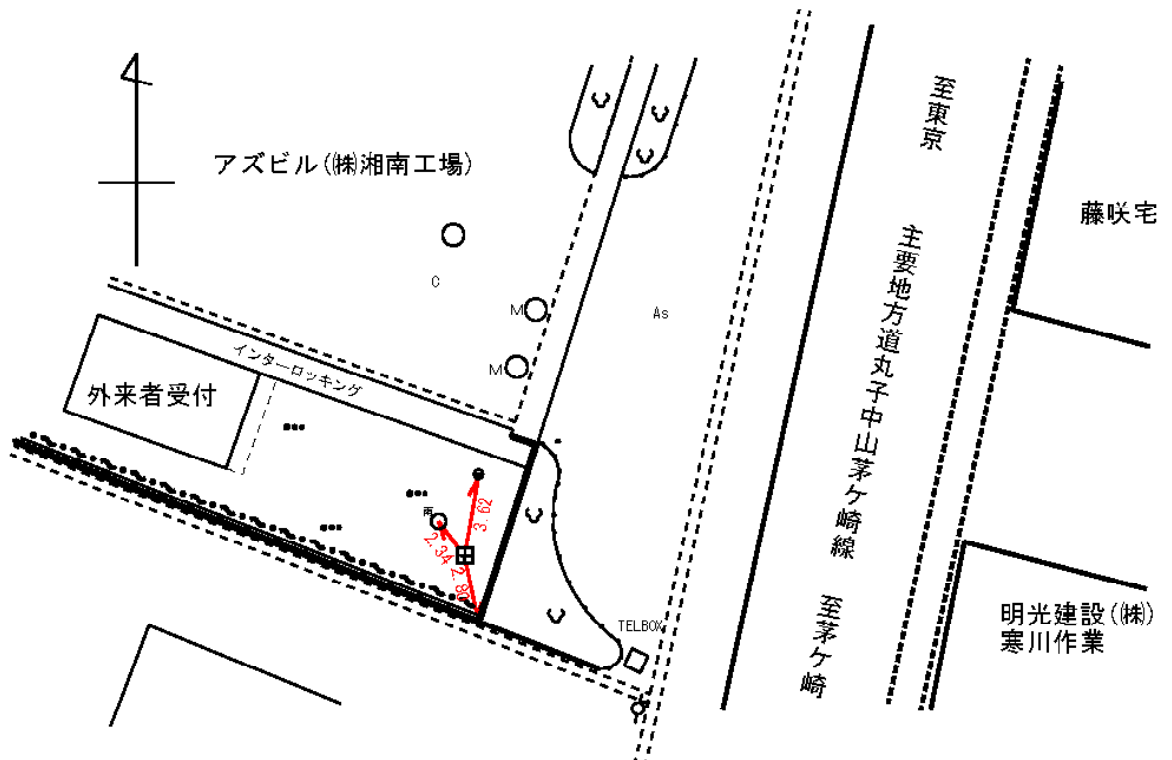 アズビル(㈱湘南工場)
C
M
M
As
インターロッキング
外来者受付
雨
3.62
2.34
TELBOX
至東京
主要地方道丸子中山茅ケ崎線
至茅ケ崎
藤咲宅
明光建設(㈱)
寒川作業